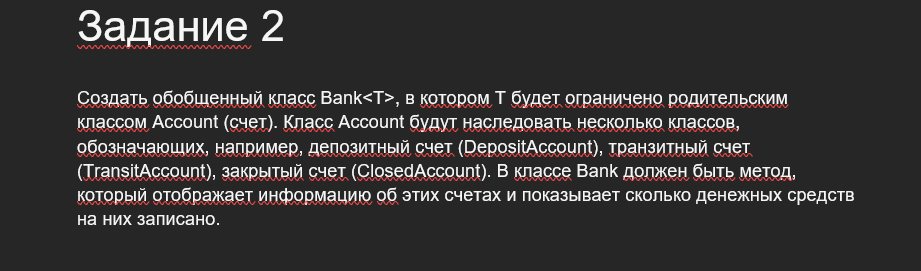 Задание 2
Создать обобщенный класс Bank<T>, в котором T будет ограничено родительским
классом Account (счет). Класс Account будут наследовать несколько классов,
обозначающих, например, депозитный счет (DepositAccount), транзитный счет
(TransitAccount), закрытый счет (ClosedAccount). В классе Bank должен быть метод,
который отображает информацию об этих счетах и показывает сколько денежных средств
на них записано.